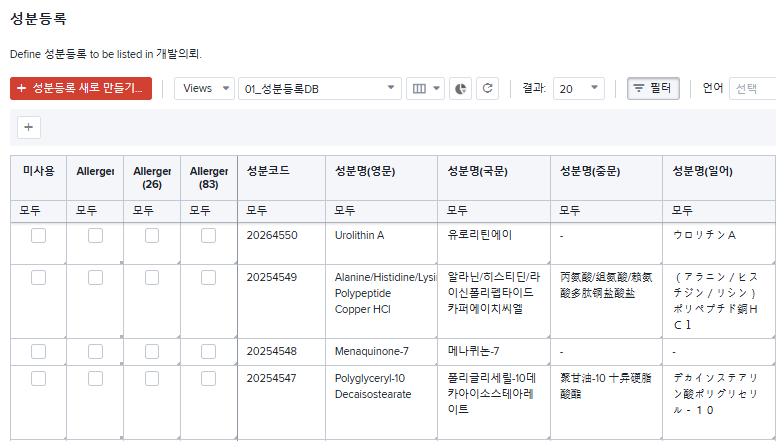 성분등록
Define 성분등록 to be listed in 개발의뢰.
+ 성분등록 새로 만들기... Views 01_성분등록DB 결과: 20 필터 언어 선택
+
미사용 Allergen Allergen (26) Allergen (83) 성분코드 성분명(영문) 성분명(국문) 성분명(중문) 성분명(일어)
모두 모두 모두 모두 모두 모두 모두 모두 모두
20264550 Urolithin A 유로리틴에이 - ウロリチンＡ
20254549 Alanine/Histidine/Lysi 알라닌/히스티딘/라 丙氨酸/组氨酸/赖氨 （アラニン／ヒス
Polypeptide 이신폴리펩타이드 酸多肽铜盐酸盐 チジン／リシン）
Copper HCl 카퍼에이치씨엘 ポリペプチド銅Ｈ
Ｃｌ
20254548 Menaquinone-7 메나퀴논-7 - -
20254547 Polyglyceryl-10 폴리글리세릴-10데 聚甘油-10 十异硬脂 デカイソステアリ
Decaisostearate 카아이소스테아레 酸酯 ン酸ポリグリセリ
이트 ル－１０